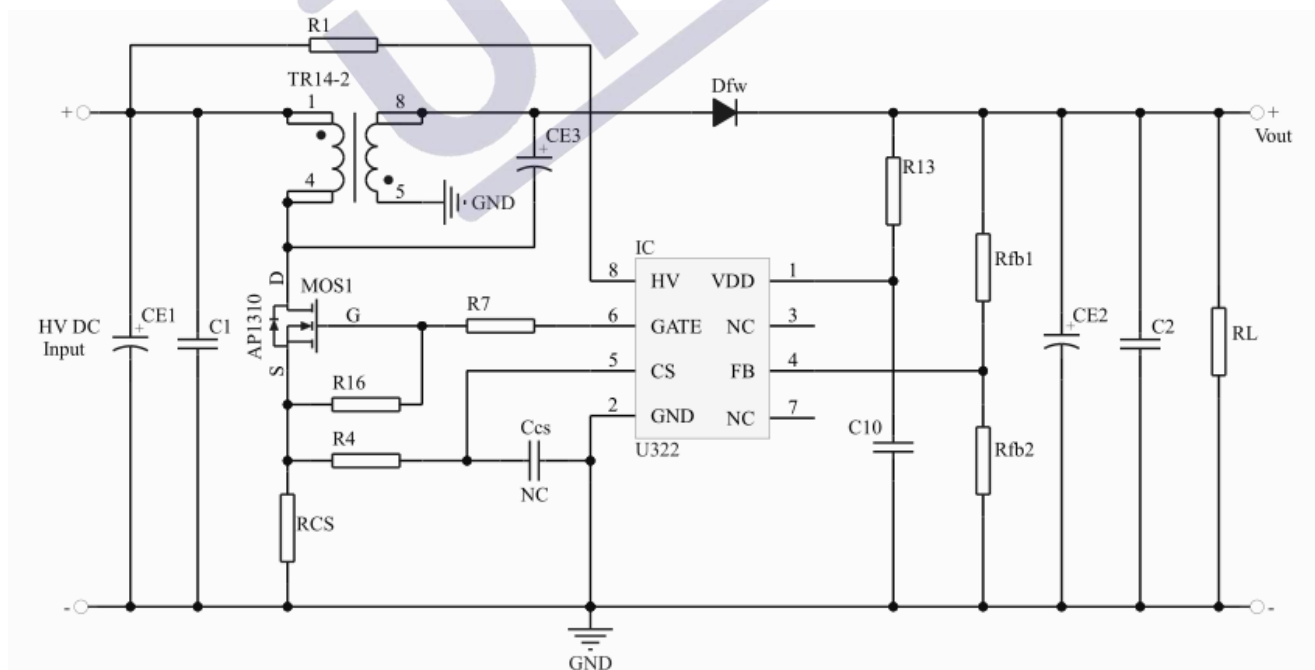 R1
TR14-2
Dfw
+ 1 8 +
CE3 Vout
R13
4 5 GND
IC
D
8 HV VDD 1
Rfb1
MOS1
AP1310
G R7
6 GATE NC 3
HV DC
Input
+ CE1 C1
+ CE2 C2 RL
S
5 CS FB 4
R16
2 GND NC 7
U322
R4 Ccs
NC
C10
Rfb2
RCS
- -
GND